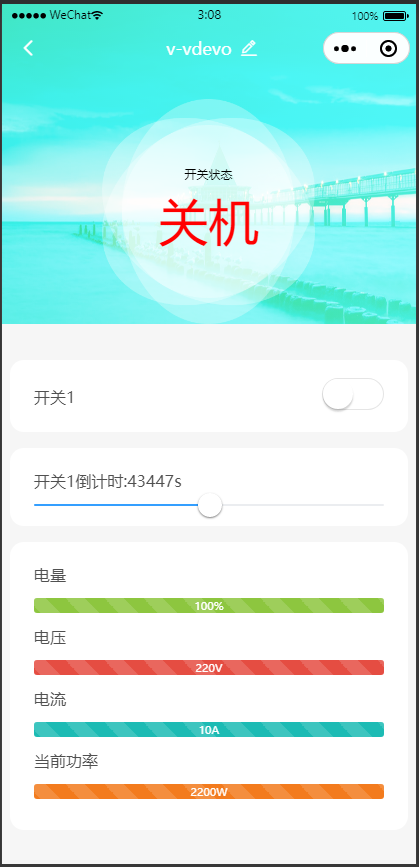 WeChat
3:08
100%
v-vdevo
开关状态
关机
开关1
开关1倒计时:43447s
电量
100%
电压
220V
电流
10A
当前功率
2200W